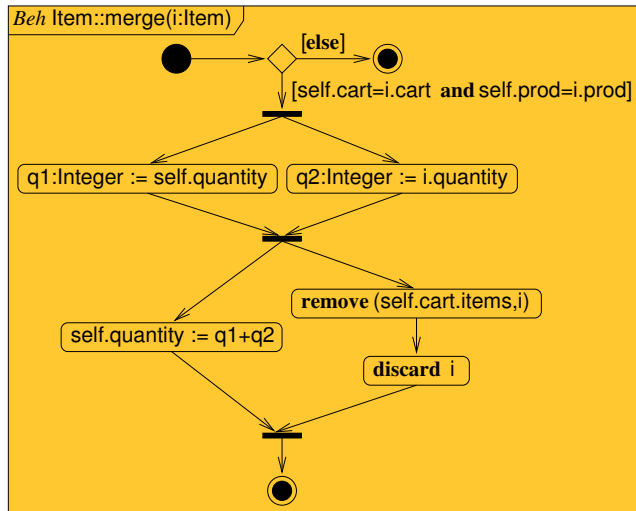 Beh Item::merge(i:Item)
[else]
[self.cart=i.cart and self.prod=i.prod]
q1:Integer := self.quantity
q2:Integer := i.quantity
remove (self.cart.items,i)
self.quantity := q1+q2
discard i